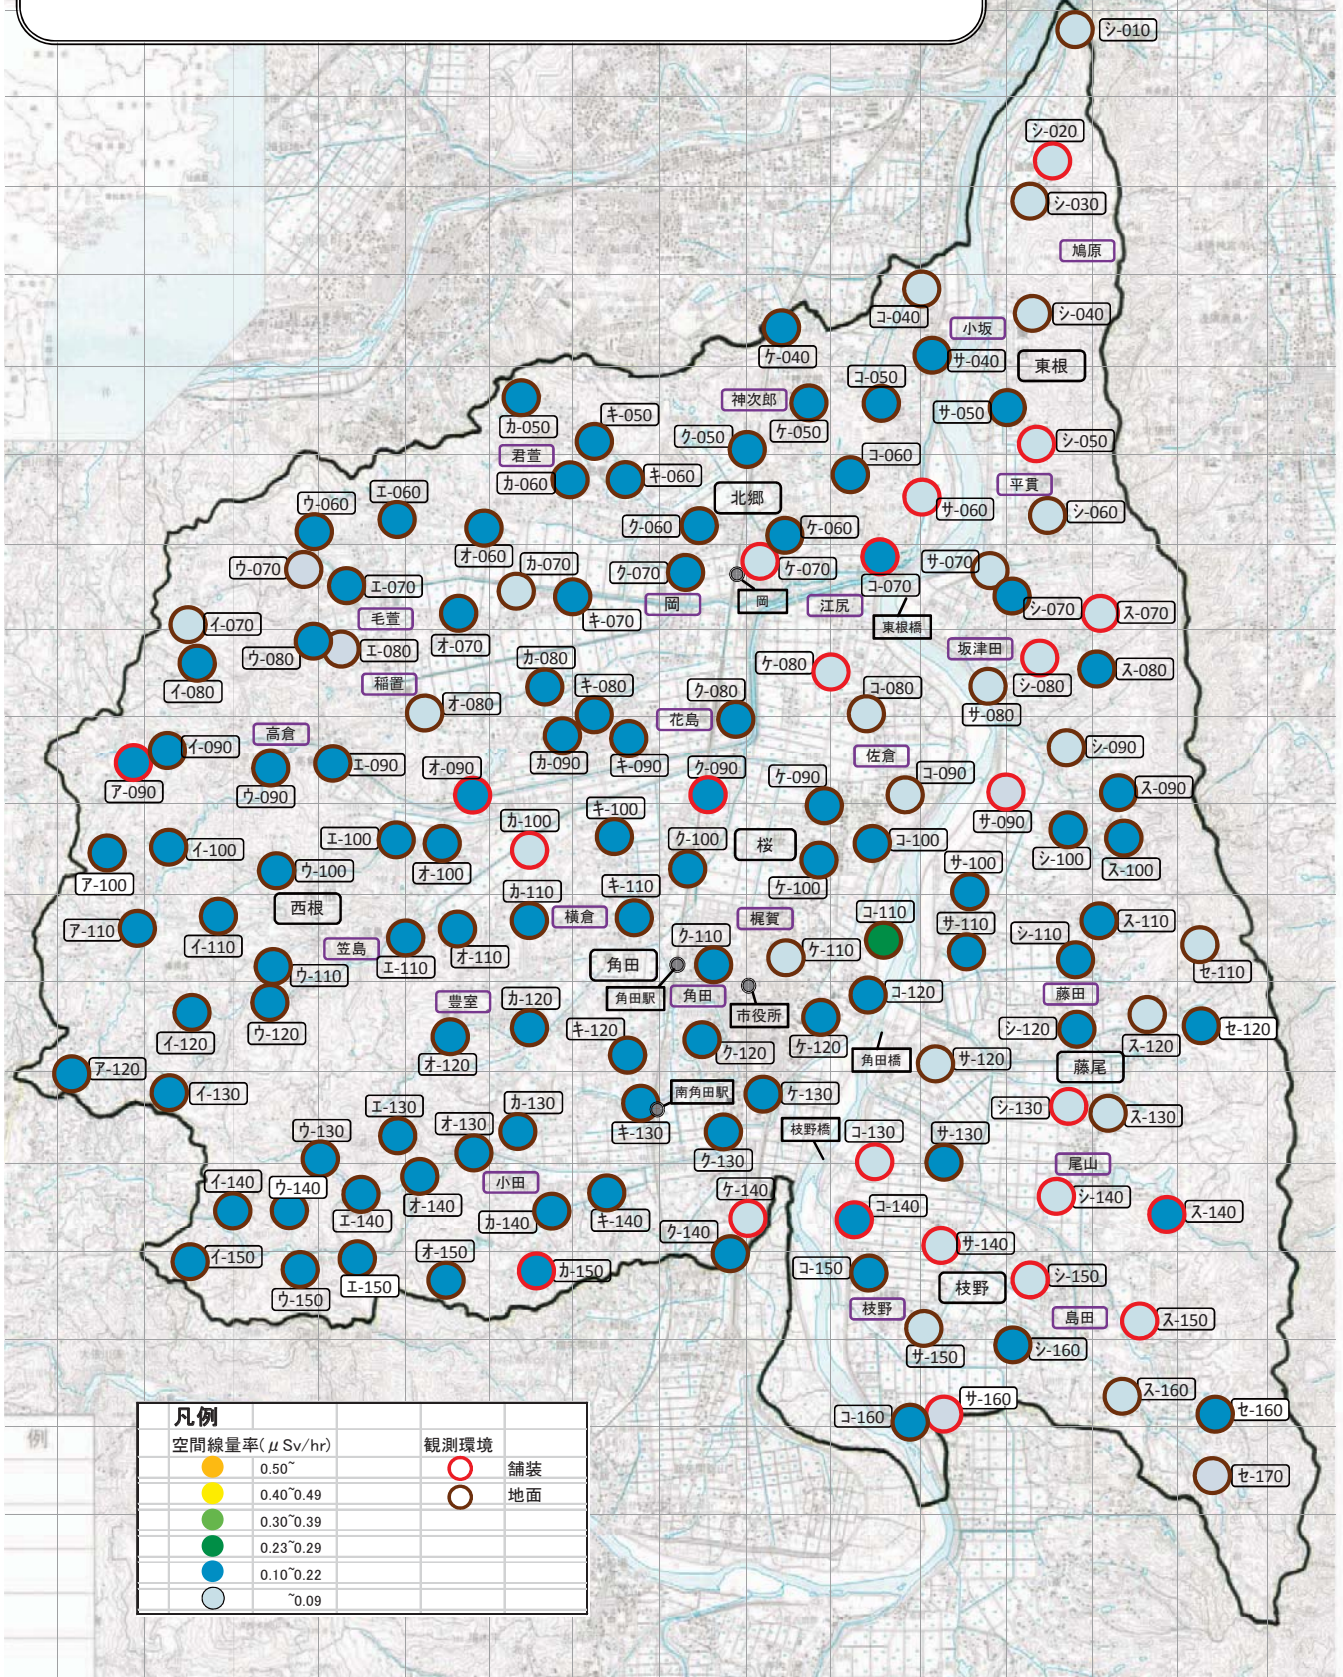 シ-010
シ-020
シ-030
鳩原
コ-040
シ-040
小坂
ケ-040
サ-040
東根
コ-050
神次郎
カ-050
キ-050
ク-050
ケ-050
サ-050
シ-050
君萱
コ-060
カ-060
キ-060
平貫
エ-060
北郷
ウ-060
サ-060
シ-060
ク-060
ケ-060
オ-060
カ-070
サ-070
ウ-070
ク-070
ケ-070
エ-070
コ-070
岡
岡
江尻
シ-070
ス-070
毛萱
キ-070
イ-070
東根橋
オ-070
坂津田
ウ-080
エ-080
カ-080
ケ-080
ス-080
稲置
シ-080
イ-080
キ-080
ク-080
コ-080
オ-080
サ-080
花島
高倉
イ-090
シ-090
佐倉
エ-090
カ-090
キ-090
オ-090
ク-090
ケ-090
コ-090
ア-090
ウ-090
ス-090
キ-100
カ-100
サ-090
エ-100
ク-100
桜
コ-100
イ-100
シ-100
サ-100
ウ-100
オ-100
ス-100
ア-100
ケ-100
カ-110
キ-110
西根
コ-110
横倉
梶賀
サ-110
ス-110
ア-110
シ-110
ク-110
イ-110
笠島
ケ-110
オ-110
角田
エ-110
セ-110
ウ-110
コ-120
藤田
角田駅
角田
豊室
カ-120
市役所
セ-120
ウ-120
キ-120
シ-120
イ-120
ケ-120
ス-120
ク-120
角田橋
サ-120
オ-120
藤尾
ア-120
イ-130
南角田駅
ケ-130
カ-130
エ-130
シ-130
ス-130
オ-130
枝野橋
ウ-130
キ-130
コ-130
サ-130
ク-130
尾山
イ-140
小田
ウ-140
ケ-140
シ-140
オ-140
コ-140
ス-140
エ-140
カ-140
キ-140
ク-140
サ-140
オ-150
イ-150
コ-150
カ-150
シ-150
エ-150
枝野
ウ-150
枝野
島田
ス-150
サ-150
シ-160
ス-160
サ-160
コ-160
セ-160
凡例
例
空間線量率(μSv/hr) 観測環境
0.50~ 舗装
0.40~0.49 地面
セ-170
0.30~0.39
0.23~0.29
0.10~0.22
~0.09